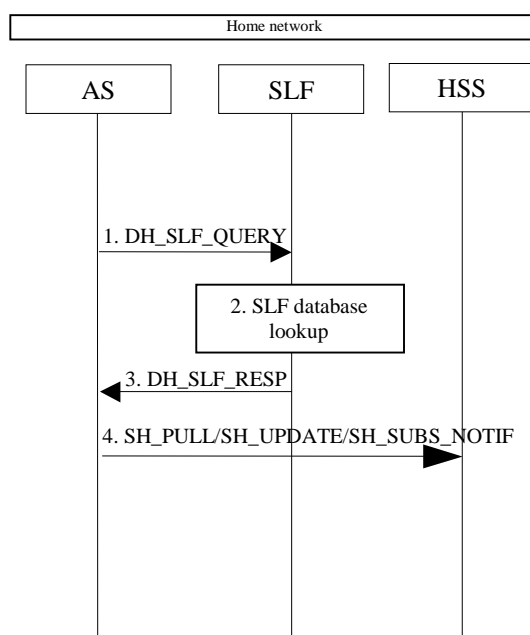 Home network
AS
SLF
HSS
1. DH_SLF_QUERY
2. SLF database
lookup
3. DH_SLF_RESP
4. SH_PULL/SH_UPDATE/SH_SUBS_NOTIF